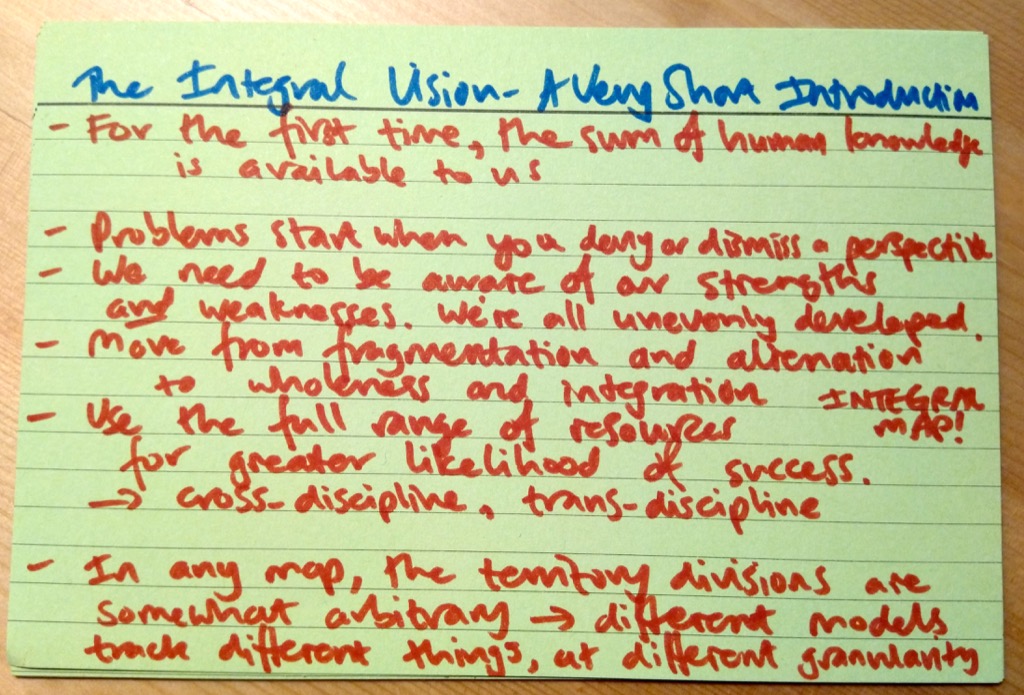 The Integral Vision - A Very Short Introduction
- For the first time, the sum of human knowledge
is available to us
- Problems start when you deny or dismiss a perspective
- We need to be aware of our strengths
and weaknesses. We're all unevenly developed.
- Move from fragmentation and alienation
to wholeness and integration INTEGRAL
MAP!
- Use the full range of resources
for greater likelihood of success.
→ cross-discipline, trans-discipline
- In any map, the territory divisions are
somewhat arbitrary → different models
track different things, at different granularity